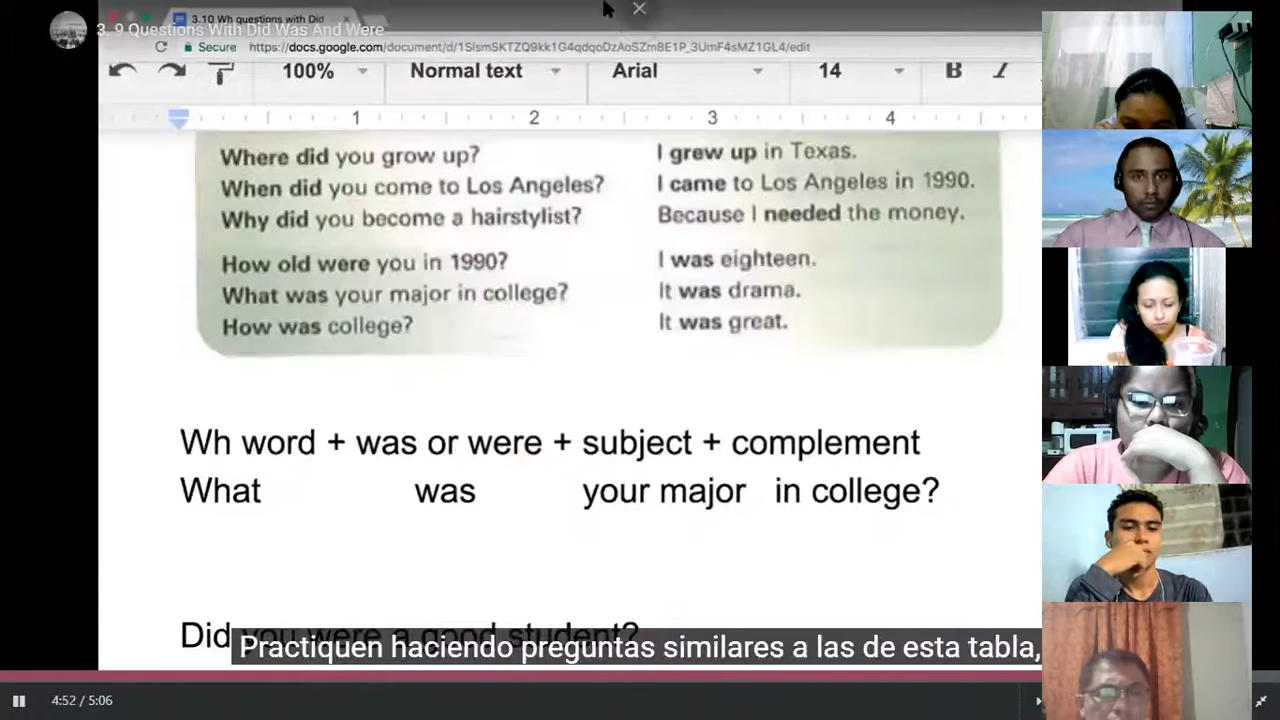 3.10 Wh questions with Did
3. 9 Questions With Did Was And Were
Secure https://docs.google.com/document/d/1SIsmSKTZQ9kk1G4qdqoDzAoSZm8E1P_3UmF4sMZ1GL4/edit
100% Normal text Arial 14 B I
1 2 3 4
Where did you grow up? I grew up in Texas.
When did you come to Los Angeles? I came to Los Angeles in 1990.
Why did you become a hairstylist? Because I needed the money.
How old were you in 1990? I was eighteen.
What was your major in college? It was drama.
How was college? It was great.
Wh word + was or were + subject + complement
What was your major in college?
Did you were a good student?
Practiquen haciendo preguntas similares a las de esta tabla,
4:52 / 5:06